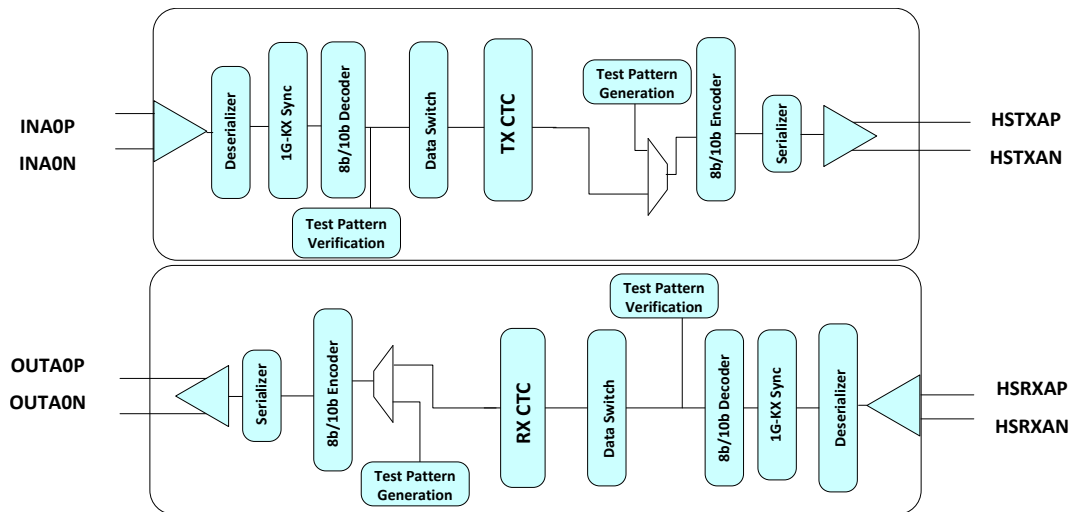 INA0P
INA0N
Deserializer
1G-KX Sync
8b/10b Decoder
Test Pattern
Verification
Data Switch
TX CTC
Test Pattern
Generation
8b/10b Encoder
Serializer
HSTXAP
HSTXAN
OUTA0P
OUTA0N
Serializer
8b/10b Encoder
Test Pattern
Generation
RX CTC
Data Switch
Test Pattern
Verification
8b/10b Decoder
1G-KX Sync
Deserializer
HSRXAP
HSRXAN